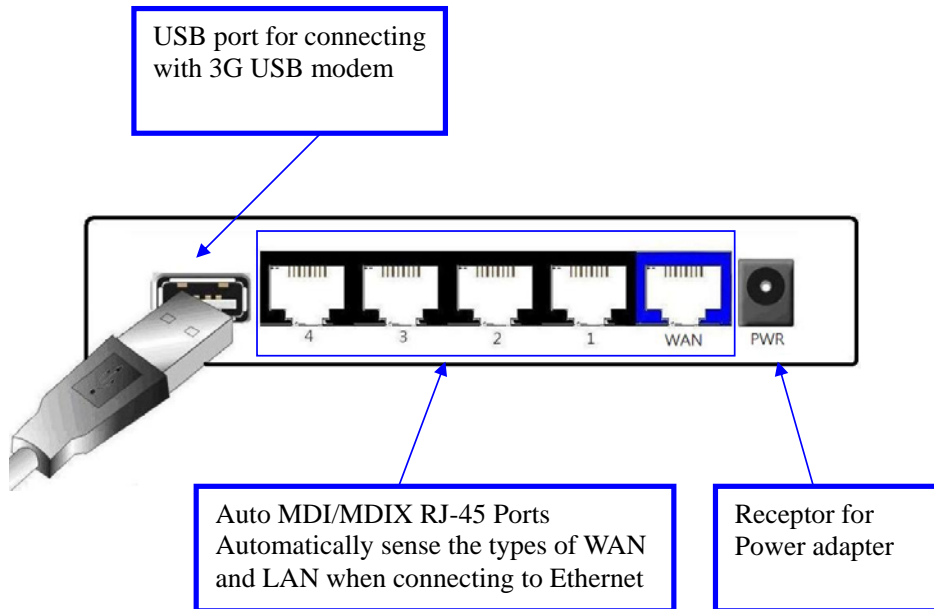 USB port for connecting
with 3G USB modem
4 3 2 1 WAN PWR
Auto MDI/MDIX RJ-45 Ports
Automatically sense the types of WAN
and LAN when connecting to Ethernet
Receptor for
Power adapter